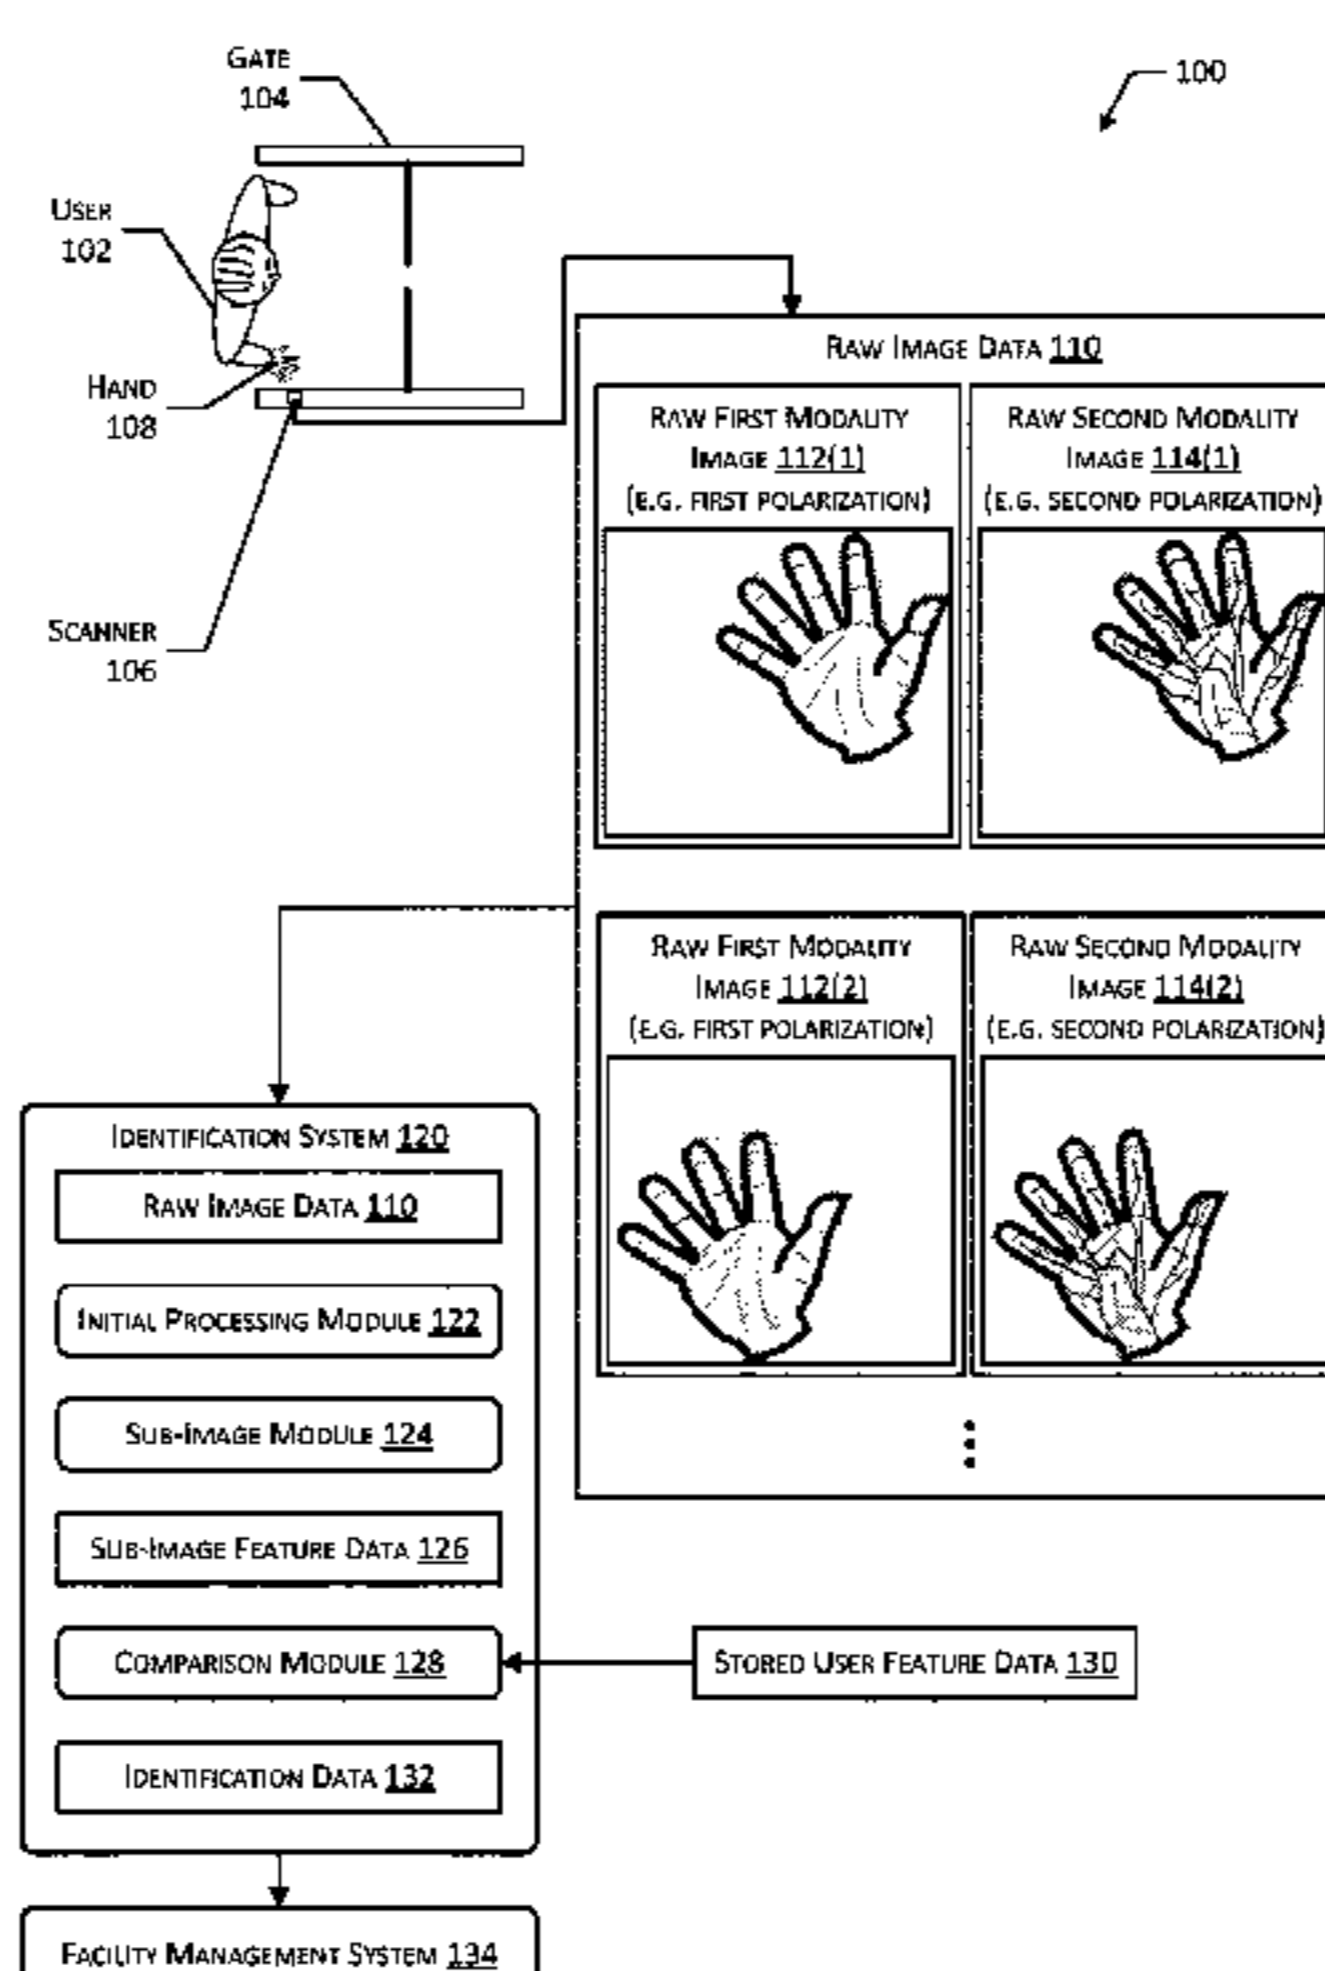 GATE
104
100
USER
102
HAND
108
SCANNER
106
RAW IMAGE DATA 110
RAW FIRST MODALITY
IMAGE 112(1)
(E.G. FIRST POLARIZATION)
RAW SECOND MODALITY
IMAGE 114(1)
(E.G. SECOND POLARIZATION)
RAW FIRST MODALITY
IMAGE 112(2)
(E.G. FIRST POLARIZATION)
RAW SECOND MODALITY
IMAGE 114(2)
(E.G. SECOND POLARIZATION)
IDENTIFICATION SYSTEM 120
RAW IMAGE DATA 110
INITIAL PROCESSING MODULE 122
SUB-IMAGE MODULE 124
SUB-IMAGE FEATURE DATA 126
COMPARISON MODULE 128
STORED USER FEATURE DATA 130
IDENTIFICATION DATA 132
FACILITY MANAGEMENT SYSTEM 134